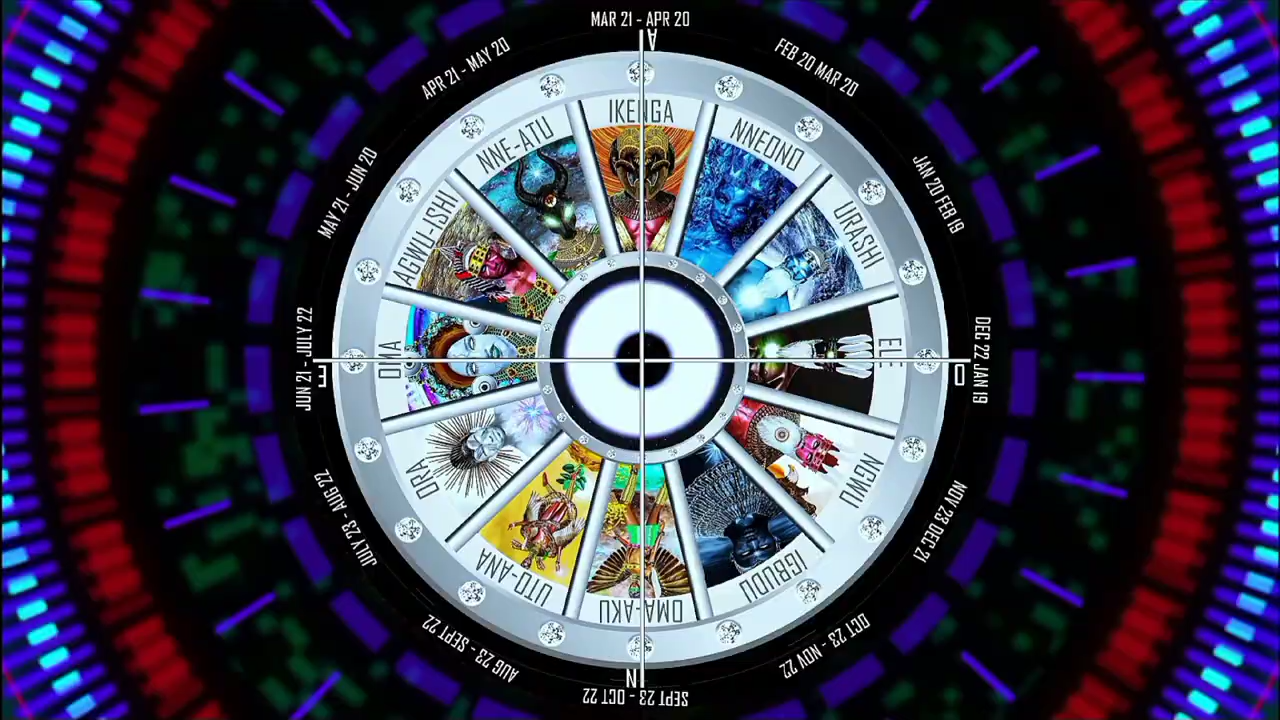 MAR 21 - APR 20
A
FEB 20 MAR 20
JAN 20 FEB 19
DEC 22 JAN 19
O
NOV 23 DEC 21
OCT 23 - NOV 22
SEPT 23 - OCT 22
N
AUG 23 - SEPT 22
JULY 23 - AUG 22
JUN 21 - JULY 22
E
MAY 21 - JUN 20
APR 21 - MAY 20
IKENGA
NNEONO
URASHI
ELE
NGWU
IGBUDU
OMA-AKU
UTO-ANA
ORA
OMA
AGWU-ISHI
NNE-ATU